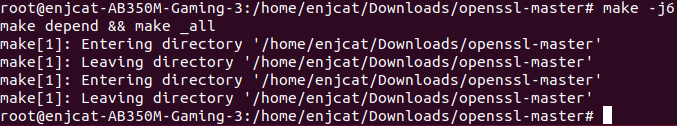 root@enjcat-AB350M-Gaming-3:/home/enjcat/Downloads/openssl-master# make -j6
make depend && make _all
make[1]: Entering directory '/home/enjcat/Downloads/openssl-master'
make[1]: Leaving directory '/home/enjcat/Downloads/openssl-master'
make[1]: Entering directory '/home/enjcat/Downloads/openssl-master'
make[1]: Leaving directory '/home/enjcat/Downloads/openssl-master'
root@enjcat-AB350M-Gaming-3:/home/enjcat/Downloads/openssl-master#